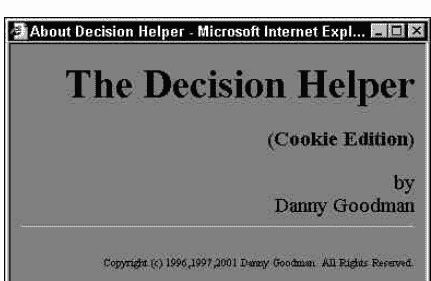 About Decision Helper - Microsoft Internet Expl...
The Decision Helper
(Cookie Edition)
by
Danny Goodman
Copyright (c) 1996,1997,2001 Danny Goodman. All Rights Reserved.